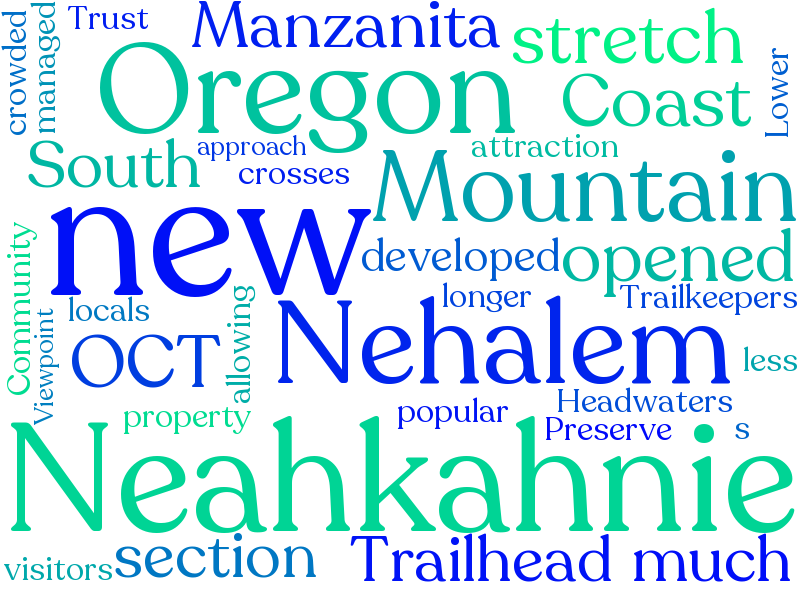 crowded
managed
Trust
Manzanita
stretch
Oregon
Coast
Lower
South
approach
crosses
attraction
Mountain
new
developed
opened
Community
Viewpoint
locals
allowing
longer
Trailkeepers
OCT
Nehalem
less
property
popular
Headwaters
Preserve
s
Neahkahnie
visitors
section
Trailhead
much